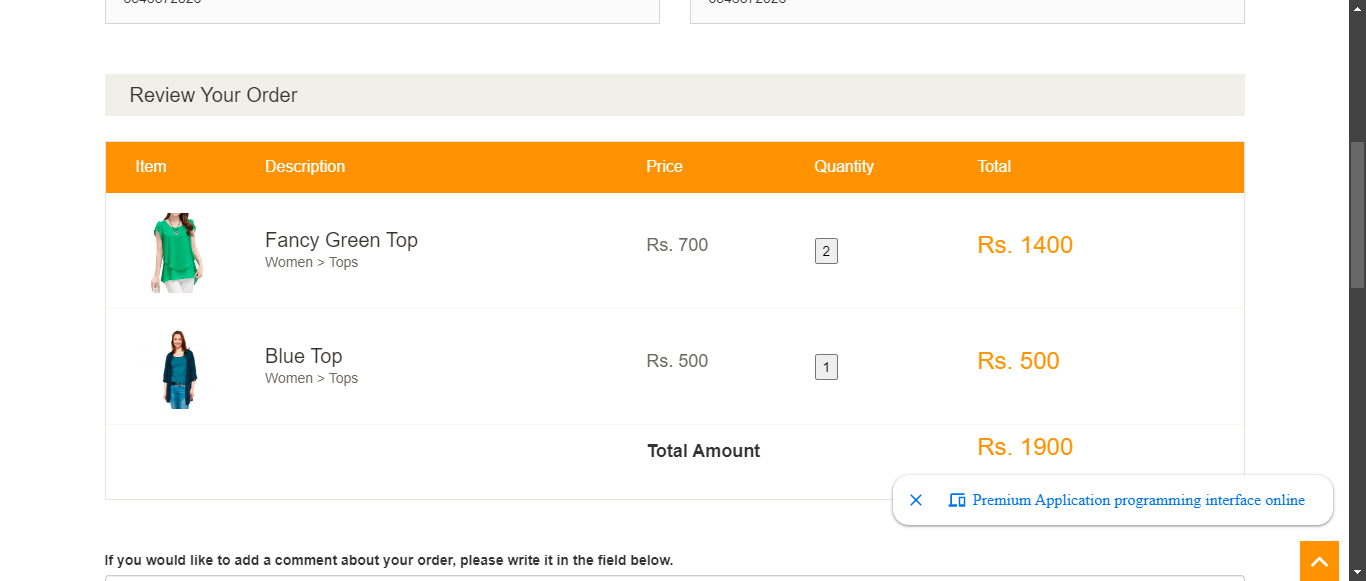 Review Your Order
Item Description Price Quantity Total
Fancy Green Top
Women > Tops
Rs. 700
2
Rs. 1400
Blue Top
Women > Tops
Rs. 500
1
Rs. 500
Total Amount Rs. 1900
Premium Application programming interface online
If you would like to add a comment about your order, please write it in the field below.